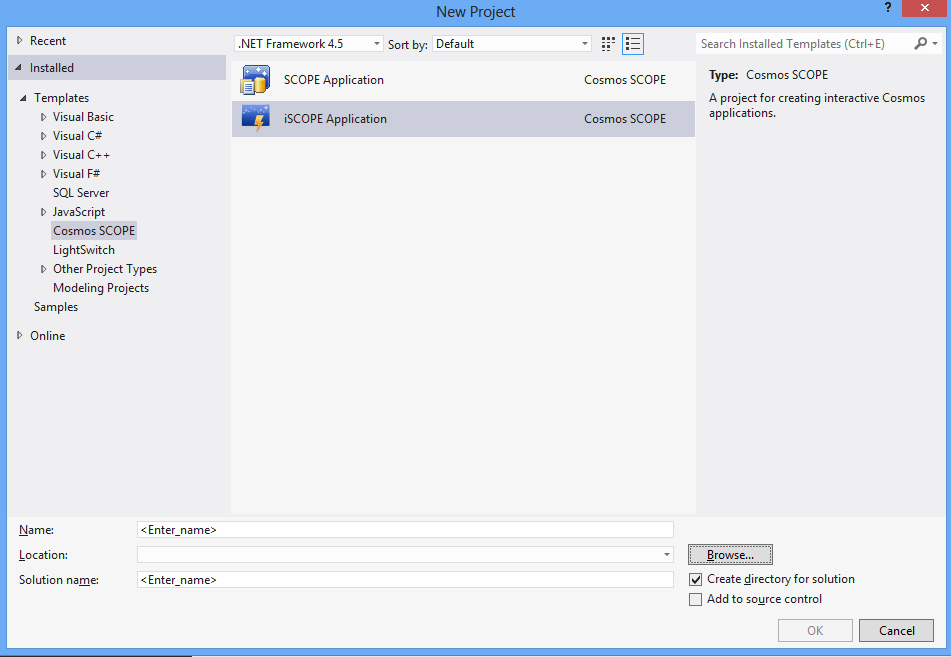 New Project
?
Recent
.NET Framework 4.5
Sort by:
Default
Search Installed Templates (Ctrl+E)
Installed
Templates
Visual Basic
Visual C#
Visual C++
Visual F#
SQL Server
JavaScript
Cosmos SCOPE
LightSwitch
Other Project Types
Modeling Projects
Samples
Online
SCOPE Application Cosmos SCOPE
iSCOPE Application Cosmos SCOPE
Type: Cosmos SCOPE
A project for creating interactive Cosmos
applications.
Name: <Enter_name>
Location:
Browse...
Solution name: <Enter_name>
Create directory for solution
Add to source control
OK
Cancel